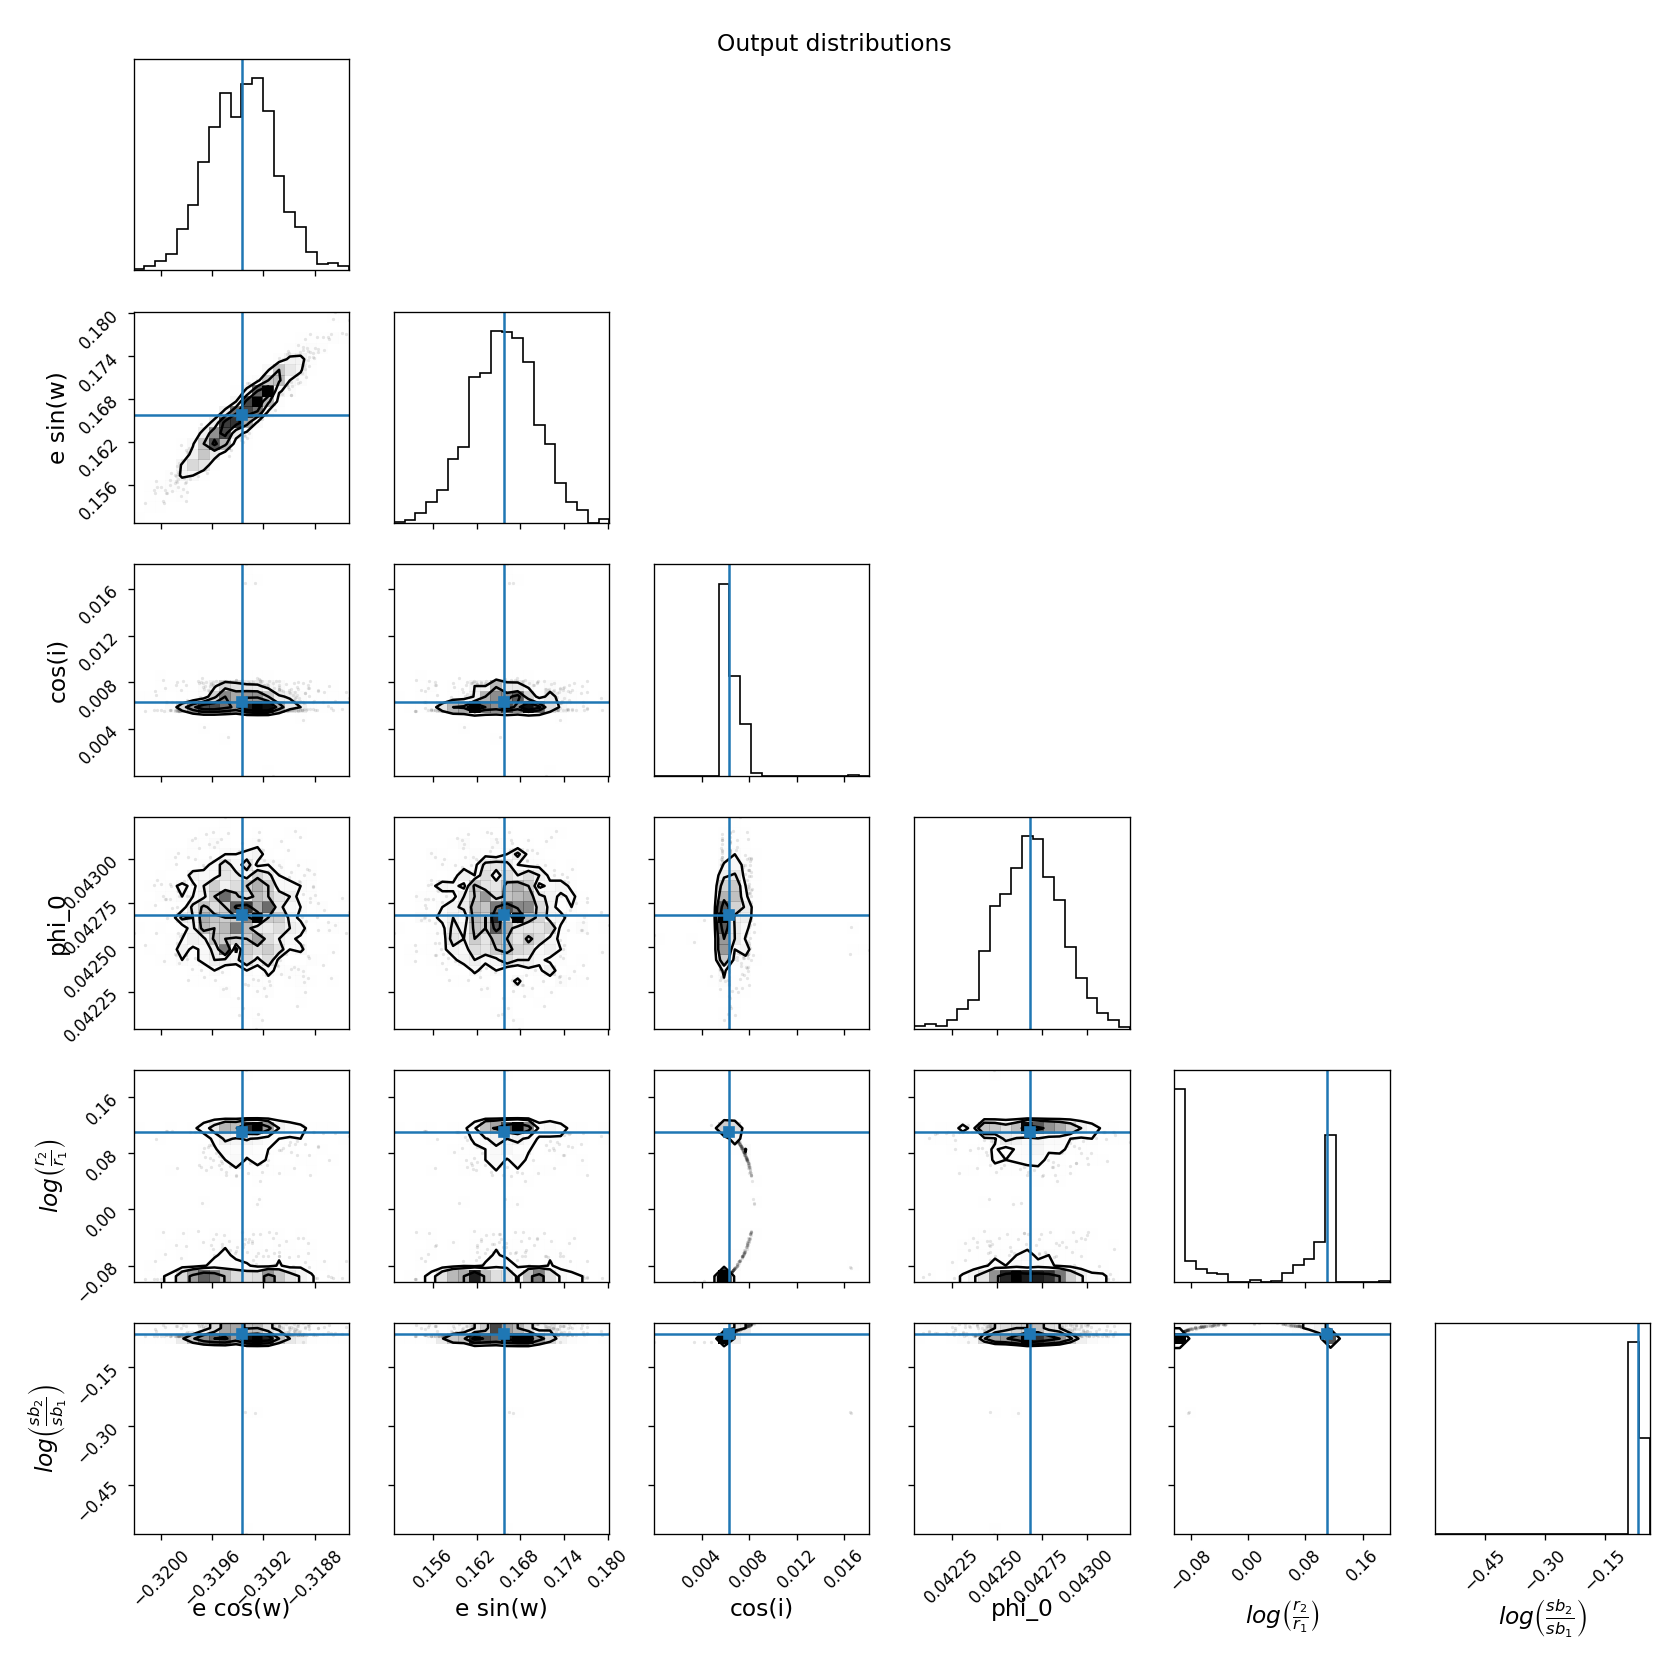 Output distributions
0.180
0.174
0.168
0.162
0.156
e sin(w)
0.016
0.012
0.008
0.004
cos(i)
0.04300
0.04275
0.04250
0.04225
phi_0
0.16
0.08
0.00
−0.08
log(r₂/r₁)
−0.15
−0.30
−0.45
log(sb₂/sb₁)
−0.3200 −0.3196 −0.3192 −0.3188 0.156 0.162 0.168 0.174 0.180 0.004 0.008 0.012 0.016 0.04225 0.04250 0.04275 0.04300 −0.08 0.00 0.08 0.16 −0.45 −0.30 −0.15
e cos(w) e sin(w) cos(i) phi_0 log(r₂/r₁) log(sb₂/sb₁)